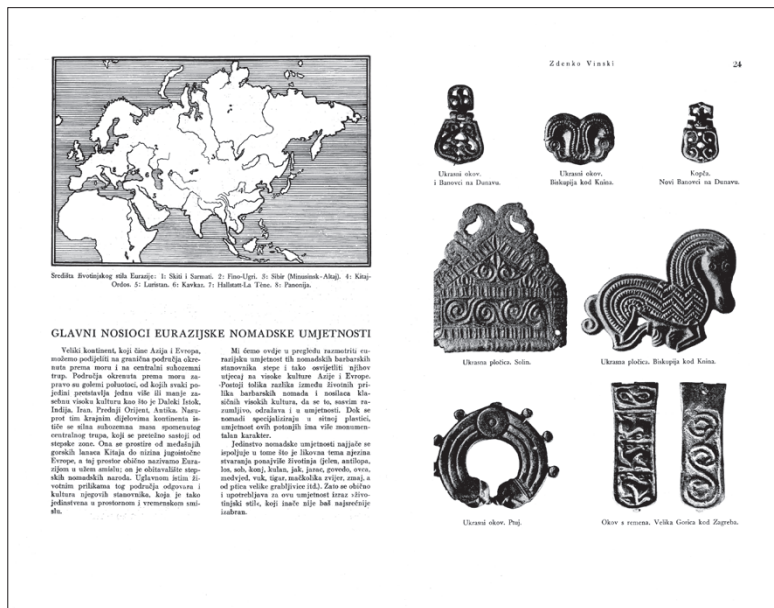 Središta životinjskog stila Eurazije: 1: Skiti i Sarmati. 2: Fino-Ugri. 3: Sibir (Minusinsk-Altaj). 4: Kitaj-
Ordos. 5: Luristan. 6: Kavkaz. 7: Hallstatt-La Tène. 8: Panonija.
GLAVNI NOSIOCI EURAZIJSKE NOMADSKE UMJETNOSTI
Veliki kontinent, koji čine Azija i Evropa,
možemo podijeliti na granična područja okre-
nuta prema moru i na centralni suhozemni
trup. Područja okrenuta prema moru za-
pravo su golemi poluotoci, od kojih svaki po-
jedini pretstavlja jednu više ili manje za-
sebnu visoku kulturu kao što je Daleki Istok,
Indija, Iran, Prednji Orijent, Antika. Nasu-
prot tim krajnim dijelovima kontinenta is-
tiče se silna suhozemna masa spomenutog
centralnog trupa, koji se pretežno sastoji od
stepske zone. Ona se prostire od međašnjih
gorskih lanaca Kitaja do nizina jugoistočne
Evrope, a taj prostor obično nazivamo Eura-
zijom u užem smislu; on je obitavalište step-
skih nomadskih naroda. Uglavnom istim ži-
votnim prilikama tog područja odgovara i
kultura njegovih stanovnika, koja je tako
jedinstvena u prostornom i vremenskom smi-
slu.
Mi ćemo ovdje u pregledu razmotriti eu-
razijsku umjetnost tih nomadskih barbarskih
stanovnika stepe i tako osvijetliti njihov
utjecaj na visoke kulture Azije i Evrope.
Postoji tolika razlika između životnih pri-
lika barbarskih nomada i nosilaca kla-
sičnih visokih kultura, da se to, sasvim ra-
zumljivo, odražava i u umjetnosti. Dok se
nomadi specijaliziraju u sitnoj plastici,
umjetnost ovih potonjih ima više monumen-
talan karakter.
Jedinstvo nomadske umjetnosti najjače se
ispoljuje u tome što je likovna tema njezina
stvaranja ponajviše životinja (jelen, antilopa,
los, sob, konj, kulan, jak, jarac, govedo, ovca,
medvjed, vuk, tigar, mačkolika zvijer, zmaj, a
od ptica velike grabljivice itd.). Zato se obično
i upotrebljava za ovu umjetnost izraz »živo-
tinjski stil«, koji inače nije baš najsrećnije
izabran.
Zdenko Vinski 24
Ukrasni okov.
i Banovci na Dunavu.
Ukrasni okov.
Biskupija kod Knina.
Kopča.
Novi Banovci na Dunavu.
Ukrasna pločica. Solin.
Ukrasna pločica. Biskupija kod Knina.
Ukrasni okov. Ptuj.
Okov s remena. Velika Gorica kod Zagreba.